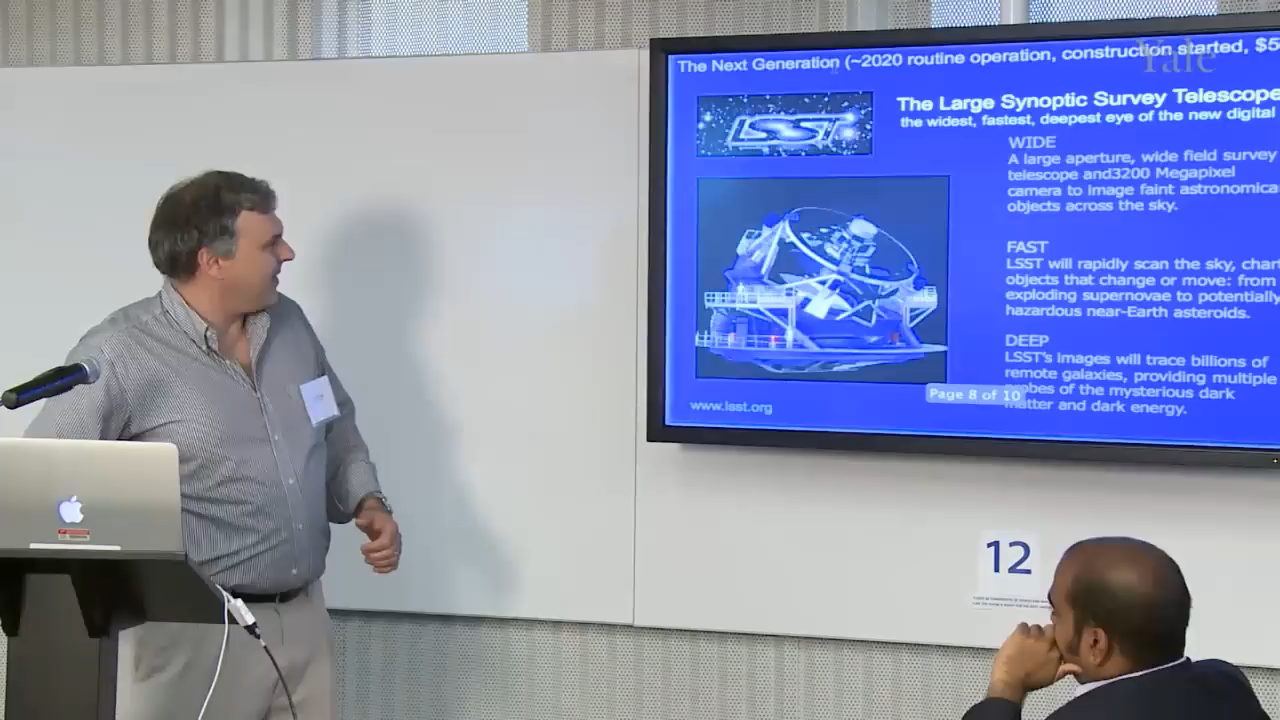 The Next Generation (~2020 routine operation, construction started, $5
Yale
LSST
The Large Synoptic Survey Telescope
the widest, fastest, deepest eye of the new digital
WIDE
A large aperture, wide field survey
telescope and3200 Megapixel
camera to image faint astronomica
objects across the sky.
FAST
LSST will rapidly scan the sky, chart
objects that change or move: from
exploding supernovae to potentially
hazardous near-Earth asteroids.
DEEP
LSST's images will trace billions of
remote galaxies, providing multiple
probes of the mysterious dark
matter and dark energy.
Page 8 of 10
www.lsst.org
12